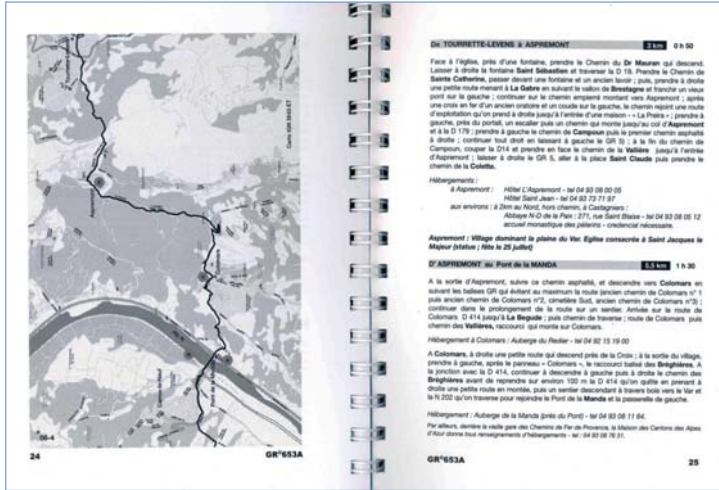 Aspremont
Colomars
Pont de la Manda
Carte IGN 3642 ET
06-4
24
GR®653A
De TOURRETTE-LEVENS à ASPREMONT 3 km 0 h 50
Face à l'église, près d'une fontaine, prendre le Chemin du Dr Mauran qui descend.
Laisser à droite la fontaine Saint Sébastien et traverser la D 19. Prendre le Chemin de
Sainte Catherine, passer devant une fontaine et un ancien lavoir ; puis, prendre à droite
une petite route menant à La Gabre en suivant le vallon de Brestagne et franchir un vieux
pont sur la gauche ; continuer sur le chemin empierré montant vers Aspremont ; après
une croix en fer d'un ancien oratoire et un coude sur la gauche, le chemin rejoint une route
d'exploitation qu'on prend à droite jusqu'à l'entrée d'une maison - « La Preira » ; prendre à
gauche, près du portail, un escalier puis un chemin qui monte jusqu'au col d'Aspremont
et à la D 179 ; prendre à gauche le chemin de Campoun puis le premier chemin asphalté
à droite ; continuer tout droit en laissant à gauche le GR 5) ; à la fin du chemin de
Campoun, couper la D14 et prendre en face le chemin de la Vallière jusqu'à l'entrée
d'Aspremont ; laisser à droite le GR 5, aller à la place Saint Claude puis prendre le
chemin de la Colette.
Hébergements :
à Aspremont : Hôtel L'Aspremont - tel 04 93 08 00 05
Hôtel Saint Jean - tel 04 93 73 71 97
aux environs : à 2km au Nord, hors chemin, à Castagniers :
Abbaye N-D de la Paix : 271, rue Saint Blaise - tel 04 93 08 05 12
accueil monastique des pèlerins - credencial nécessaire.
Aspremont : Village dominant la plaine du Var. Eglise consacrée à Saint Jacques le
Majeur (statue ; fête le 25 juillet)
D'ASPREMONT au Pont de la MANDA 5,5 km 1 h 30
A la sortie d'Aspremont, suivre ce chemin asphalté, et descendre vers Colomars en
suivant les balises GR qui évitent au maximum la route (ancien chemin de Colomars n° 1
puis ancien chemin de Colomars n°2, cimetière Sud, ancien chemin de Colomars n°3) ;
continuer dans le prolongement de la route sur un sentier. Arrivée sur la route de
Colomars D 414 jusqu'à La Begude ; puis chemin de traverse ; route de Colomars puis
chemin des Vallières, raccourci qui monte sur Colomars.
Hébergement à Colomars : Auberge du Redier - tel 04 92 15 19 00
A Colomars, à droite une petite route qui descend près de la Croix ; à la sortie du village,
prendre à gauche, après le panneau « Colomars », le raccourci balisé des Bréghières. A
la jonction avec la D 414, continuer à descendre à gauche puis à droite le chemin des
Bréghières avant de reprendre sur environ 100 m la D 414 qu'on quitte en prenant à
droite une petite route en montée, puis un sentier descendant à travers bois vers le Var et
la N 202 qu'on traverse pour rejoindre le Pont de la Manda et la passerelle de gauche.
Hébergement : Auberge de la Manda (près du Pont) - tel 04 93 08 11 64.
Par ailleurs, derrière la vieille gare des Chemins de Fer de Provence, la Maison des Cantons des Alpes
d'Azur donne tous renseignements d'hébergements - tel : 04 93 08 76 31.
GR®653A
25